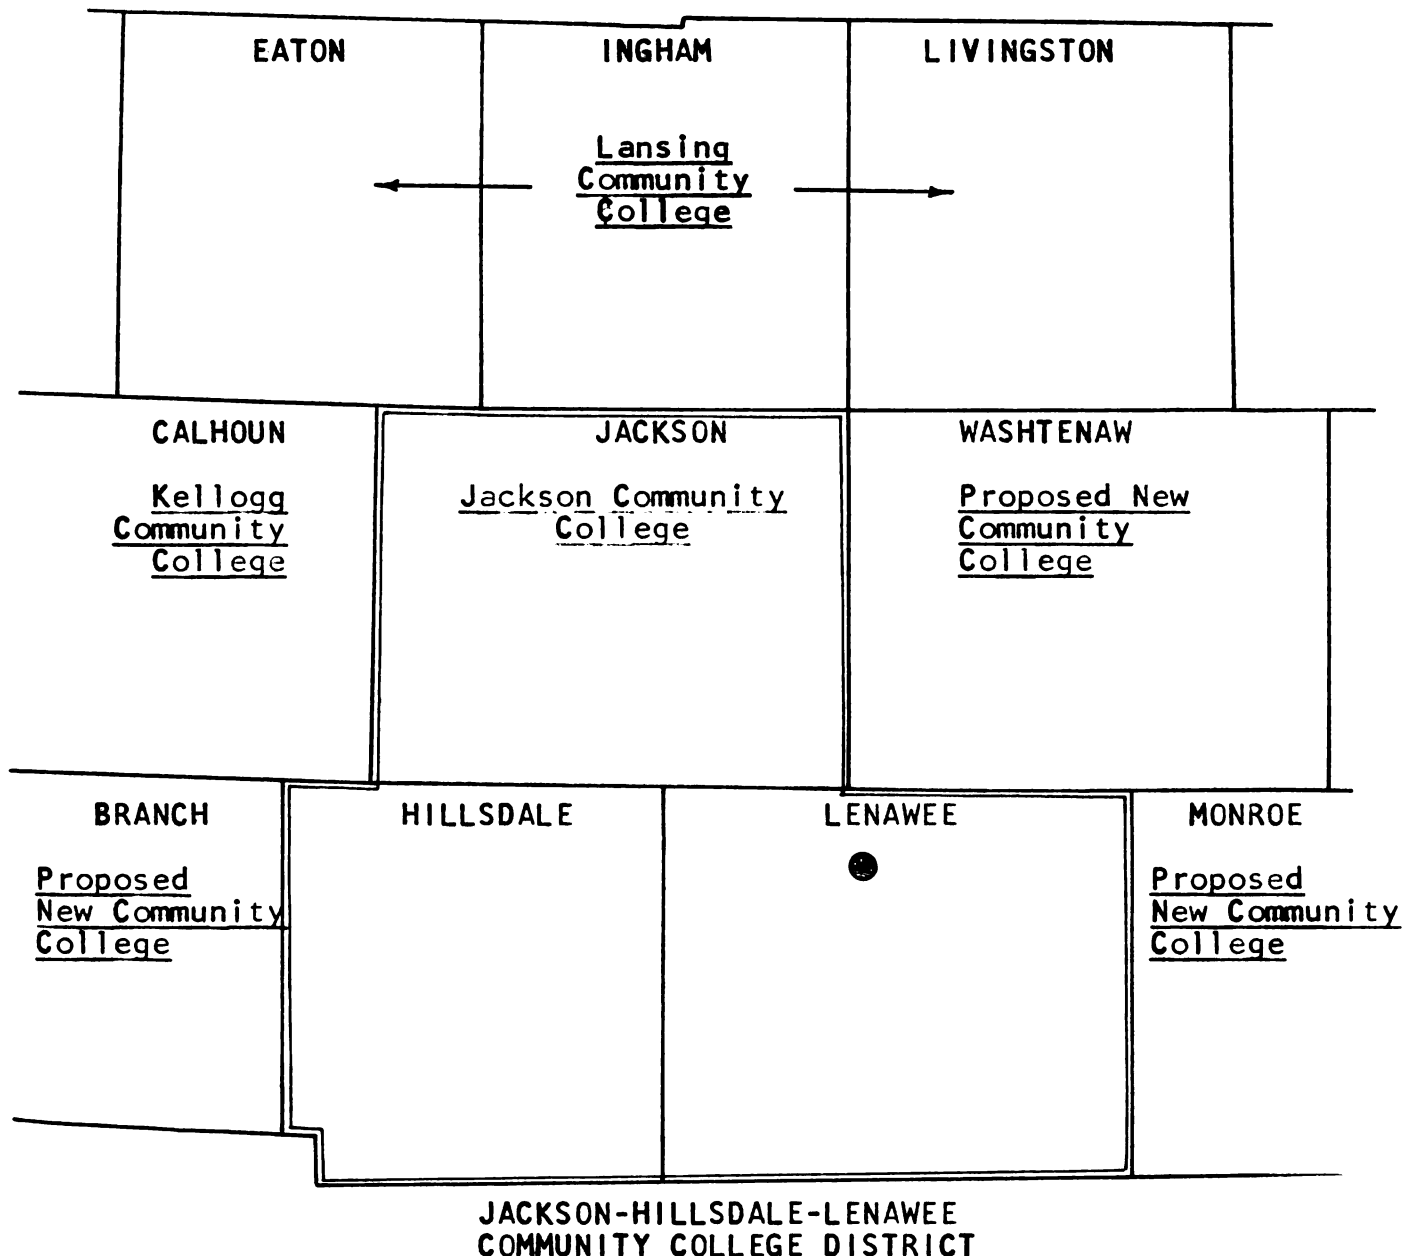 EATON
INGHAM
LIVINGSTON
Lansing
Community
College
CALHOUN
JACKSON
WASHTENAW
Kellogg
Community
College
Jackson Community
College
Proposed New
Community
College
BRANCH
HILLSDALE
LENAWEE
MONROE
Proposed
New Community
College
Proposed
New Community
College
JACKSON-HILLSDALE-LENAWEE
COMMUNITY COLLEGE DISTRICT